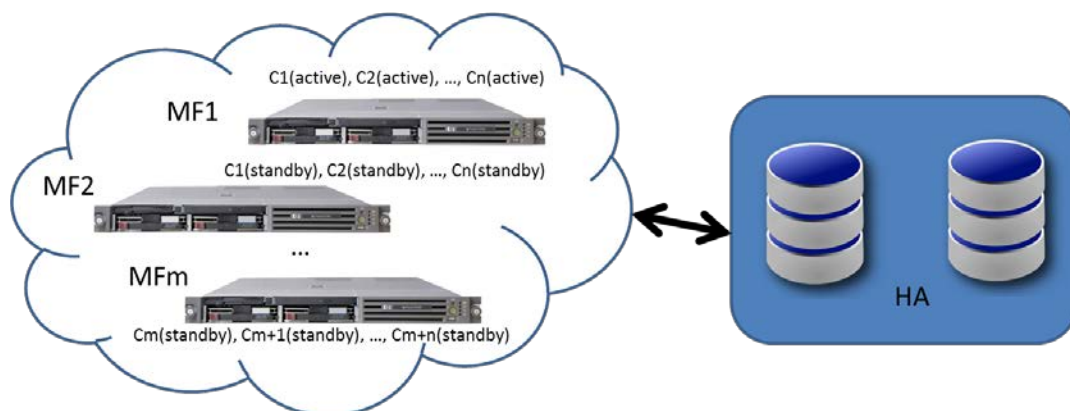 C1(active), C2(active), ..., Cn(active)
MF1
C1(standby), C2(standby), ..., Cn(standby)
MF2
...
MFm
Cm(standby), Cm+1(standby), ..., Cm+n(standby)
HA